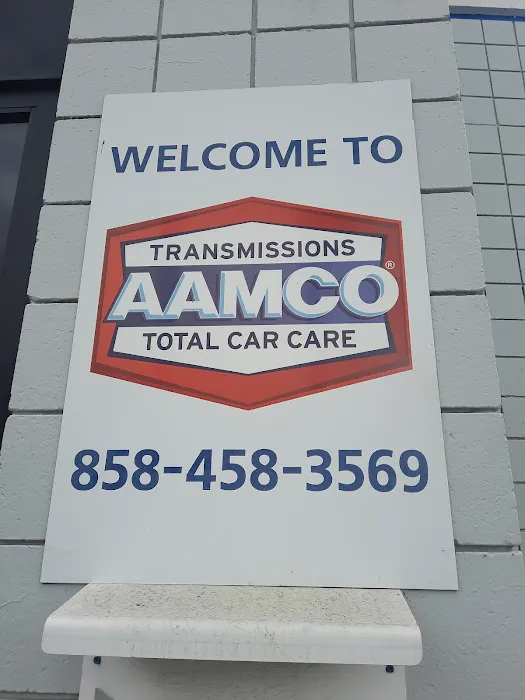 WELCOME TO
TRANSMISSIONS
AAMCO®
TOTAL CAR CARE
858-458-3569